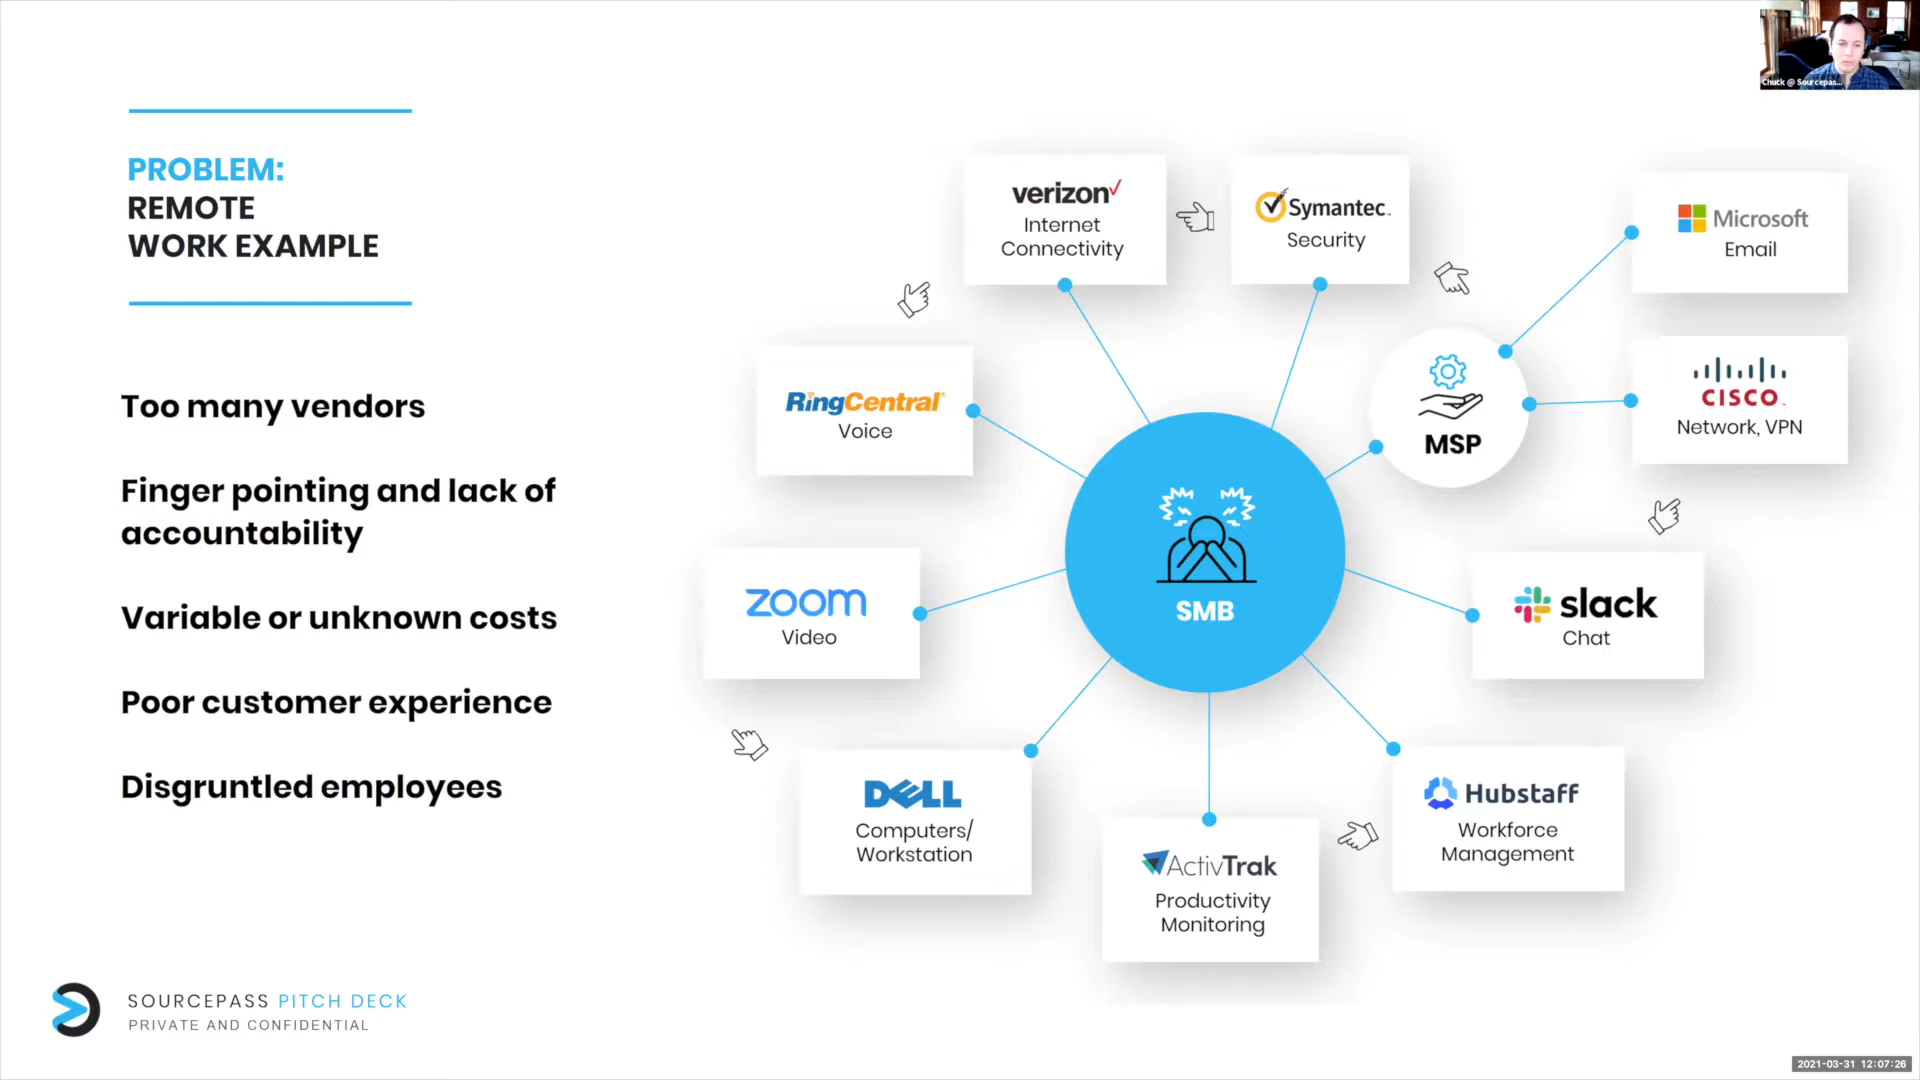 Chuck @ Sourcepas...
PROBLEM:
REMOTE
WORK EXAMPLE
Too many vendors
Finger pointing and lack of
accountability
Variable or unknown costs
Poor customer experience
Disgruntled employees
verizon
Internet
Connectivity
Symantec.
Security
Microsoft
Email
RingCentral
Voice
MSP
CISCO
Network, VPN
SMB
zoom
Video
slack
Chat
DELL
Computers/
Workstation
ActivTrak
Productivity
Monitoring
Hubstaff
Workforce
Management
SOURCEPASS PITCH DECK
PRIVATE AND CONFIDENTIAL
2021-03-31 12:07:26